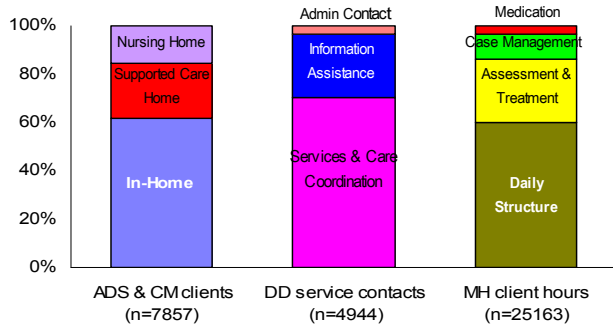 100%
80%
60%
40%
20%
0%
Nursing Home
Supported Care
Home
In-Home
Admin Contact
Information
Assistance
Services & Care
Coordination
Medication
Case Management
Assessment &
Treatment
Daily
Structure
ADS & CM clients
(n=7857)
DD service contacts
(n=4944)
MH client hours
(n=25163)